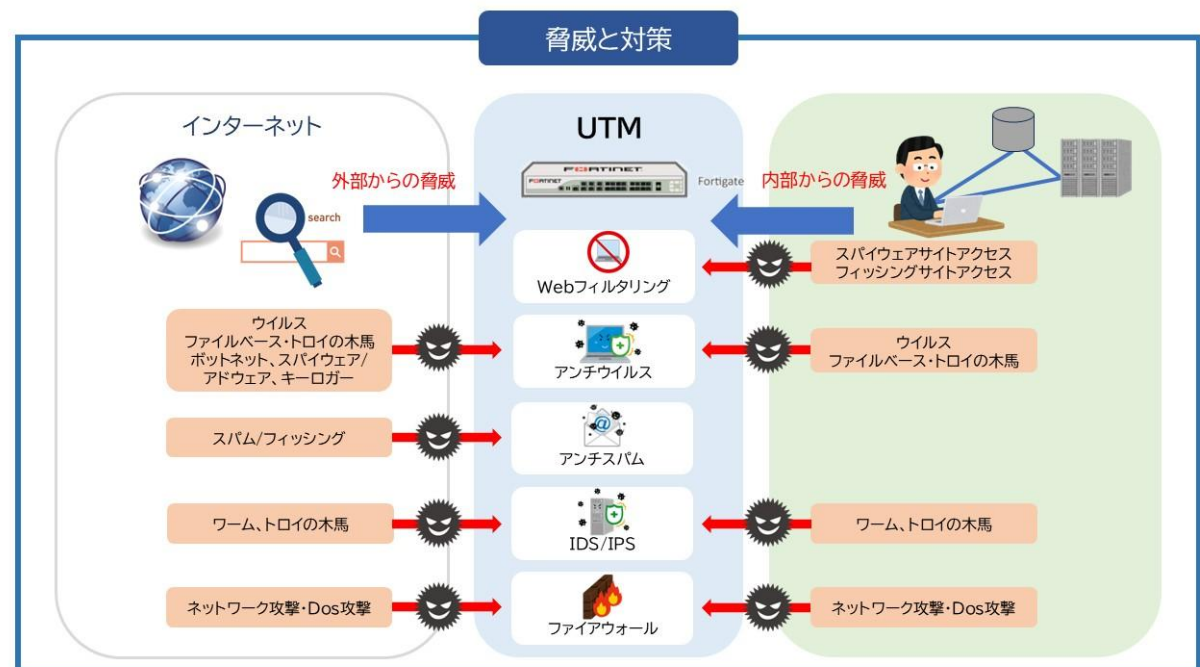 脅威と対策
インターネット
search
外部からの脅威
UTM
FORTINET
FORTINET
Fortigate
内部からの脅威
Webフィルタリング
スパイウェアサイトアクセス
フィッシングサイトアクセス
ウイルス
ファイルベース・トロイの木馬
ボットネット、スパイウェア/
アドウェア、キーロガー
アンチウイルス
ウイルス
ファイルベース・トロイの木馬
スパム/フィッシング
@
アンチスパム
ワーム、トロイの木馬
IDS/IPS
ワーム、トロイの木馬
ネットワーク攻撃・Dos攻撃
ファイアウォール
ネットワーク攻撃・Dos攻撃